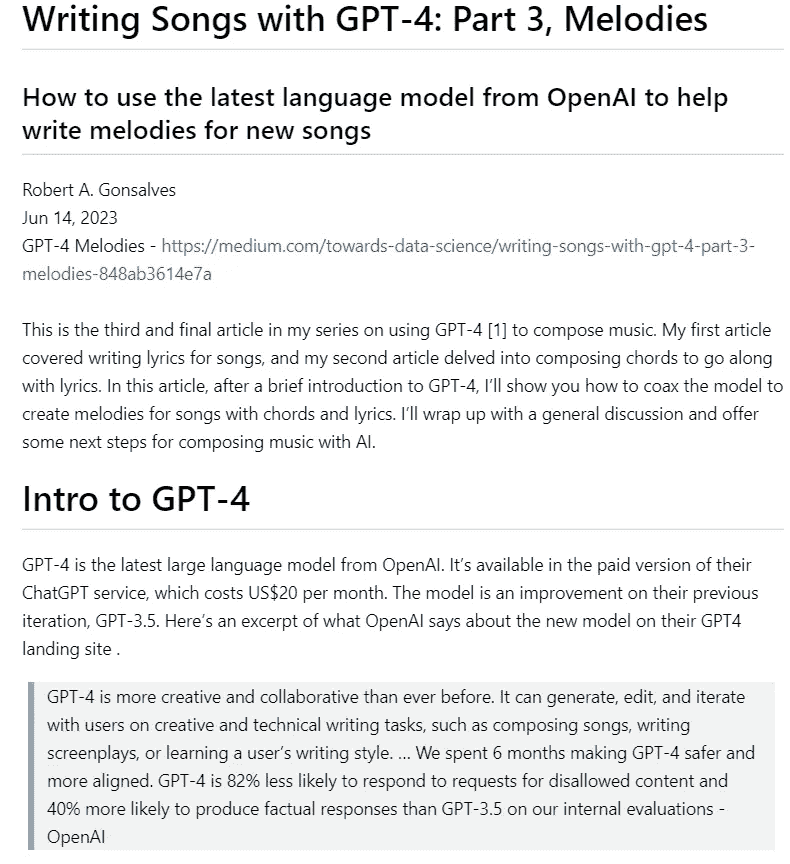 Writing Songs with GPT-4: Part 3, Melodies
How to use the latest language model from OpenAI to help
write melodies for new songs
Robert A. Gonsalves
Jun 14, 2023
GPT-4 Melodies - https://medium.com/towards-data-science/writing-songs-with-gpt-4-part-3-
melodies-848ab3614e7a
This is the third and final article in my series on using GPT-4 [1] to compose music. My first article
covered writing lyrics for songs, and my second article delved into composing chords to go along
with lyrics. In this article, after a brief introduction to GPT-4, I'll show you how to coax the model to
create melodies for songs with chords and lyrics. I'll wrap up with a general discussion and offer
some next steps for composing music with AI.
Intro to GPT-4
GPT-4 is the latest large language model from OpenAI. It's available in the paid version of their
ChatGPT service, which costs US$20 per month. The model is an improvement on their previous
iteration, GPT-3.5. Here's an excerpt of what OpenAI says about the new model on their GPT4
landing site .
GPT-4 is more creative and collaborative than ever before. It can generate, edit, and iterate
with users on creative and technical writing tasks, such as composing songs, writing
screenplays, or learning a user's writing style. ... We spent 6 months making GPT-4 safer and
more aligned. GPT-4 is 82% less likely to respond to requests for disallowed content and
40% more likely to produce factual responses than GPT-3.5 on our internal evaluations -
OpenAI